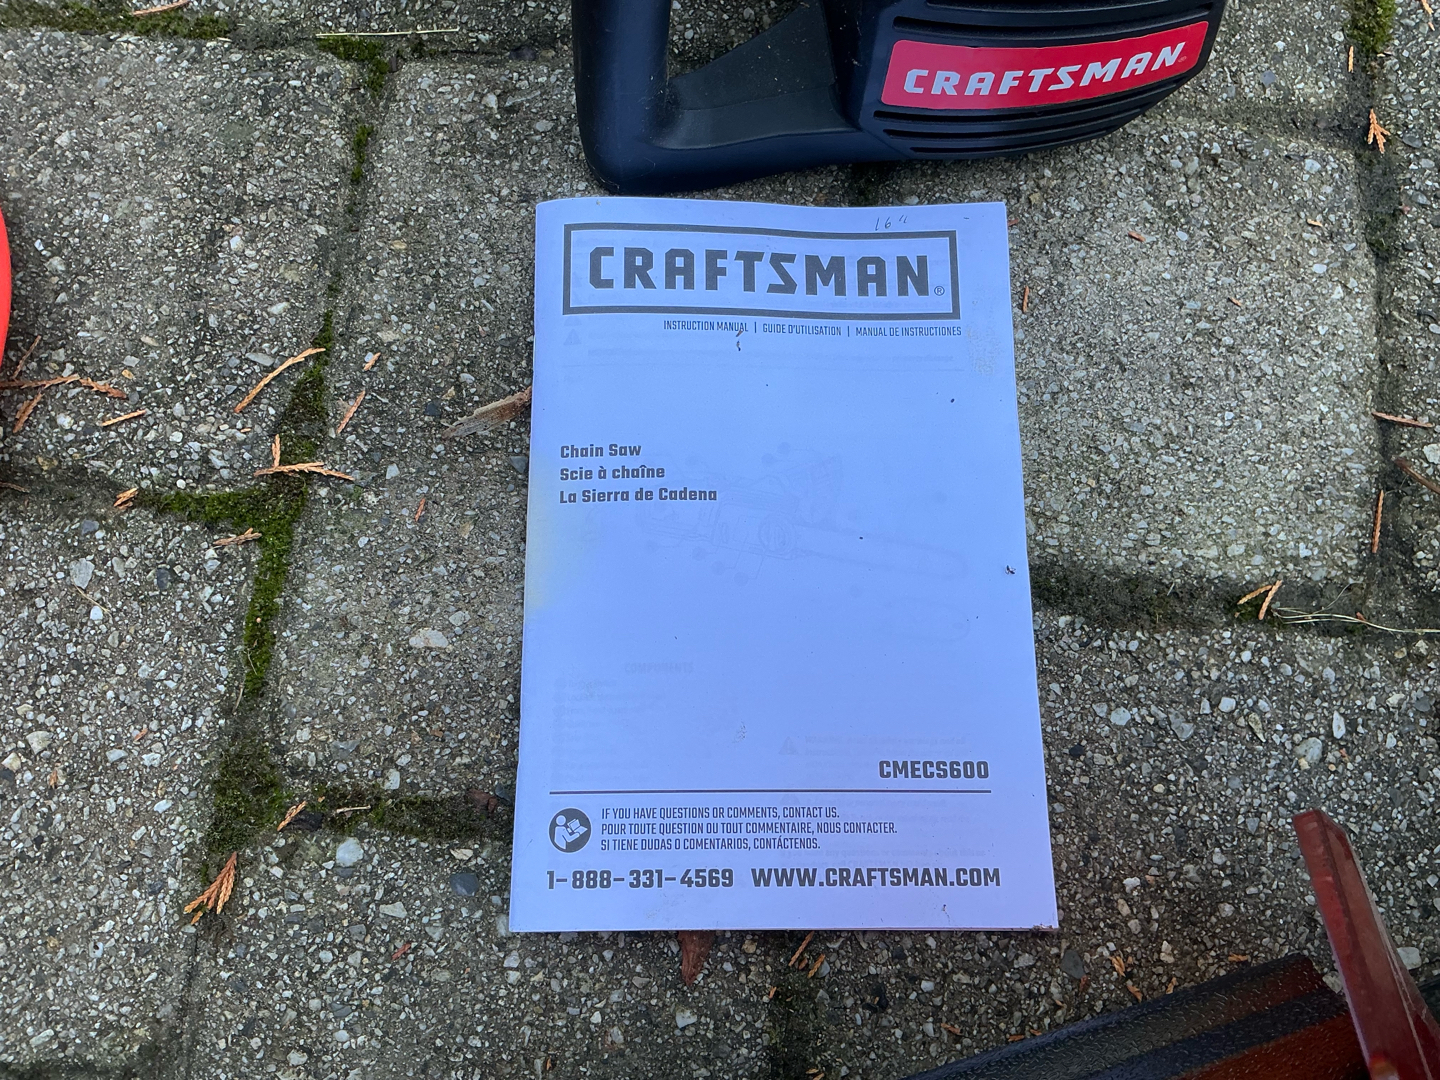 CRAFTSMAN
16"
CRAFTSMAN®
INSTRUCTION MANUAL | GUIDE D'UTILISATION | MANUAL DE INSTRUCTIONES
Chain Saw
Scie à chaîne
La Sierra de Cadena
COMPONENTS
CMECS600
IF YOU HAVE QUESTIONS OR COMMENTS, CONTACT US.
POUR TOUTE QUESTION OU TOUT COMMENTAIRE, NOUS CONTACTER.
SI TIENE DUDAS O COMENTARIOS, CONTÁCTENOS.
1-888-331-4569 WWW.CRAFTSMAN.COM